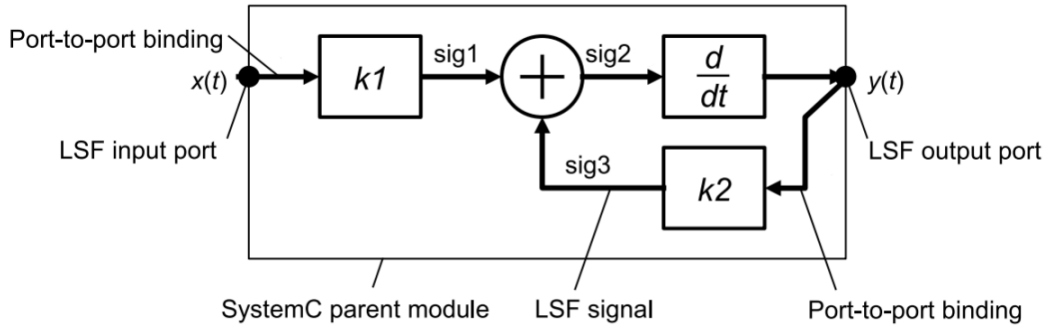 Port-to-port binding
x(t)
k1
sig1
sig2
d
dt
y(t)
LSF input port
sig3
k2
LSF output port
SystemC parent module
LSF signal
Port-to-port binding